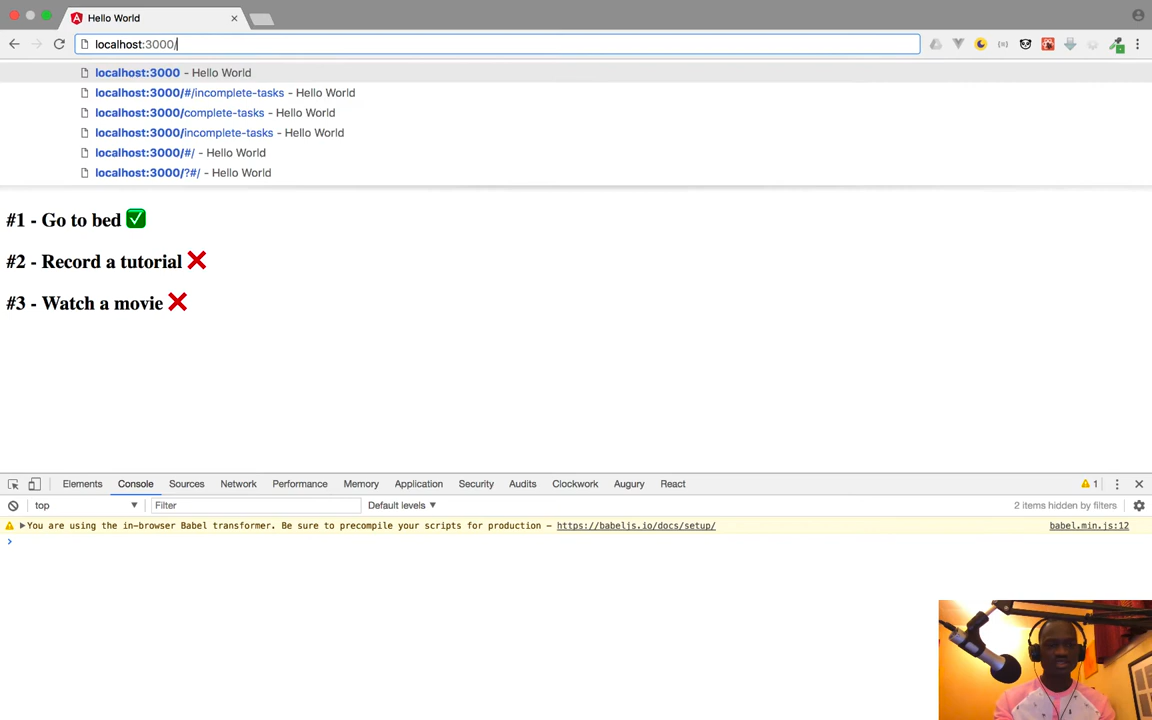 Hello World
localhost:3000/
localhost:3000 - Hello World
localhost:3000/#/incomplete-tasks - Hello World
localhost:3000/complete-tasks - Hello World
localhost:3000/incomplete-tasks - Hello World
localhost:3000/#/ - Hello World
localhost:3000/?#/ - Hello World
#1 - Go to bed ✅
#2 - Record a tutorial ❌
#3 - Watch a movie ❌
Elements Console Sources Network Performance Memory Application Security Audits Clockwork Augury React 1
top Filter Default levels 2 items hidden by filters
You are using the in-browser Babel transformer. Be sure to precompile your scripts for production - https://babeljs.io/docs/setup/ babel.min.js:12